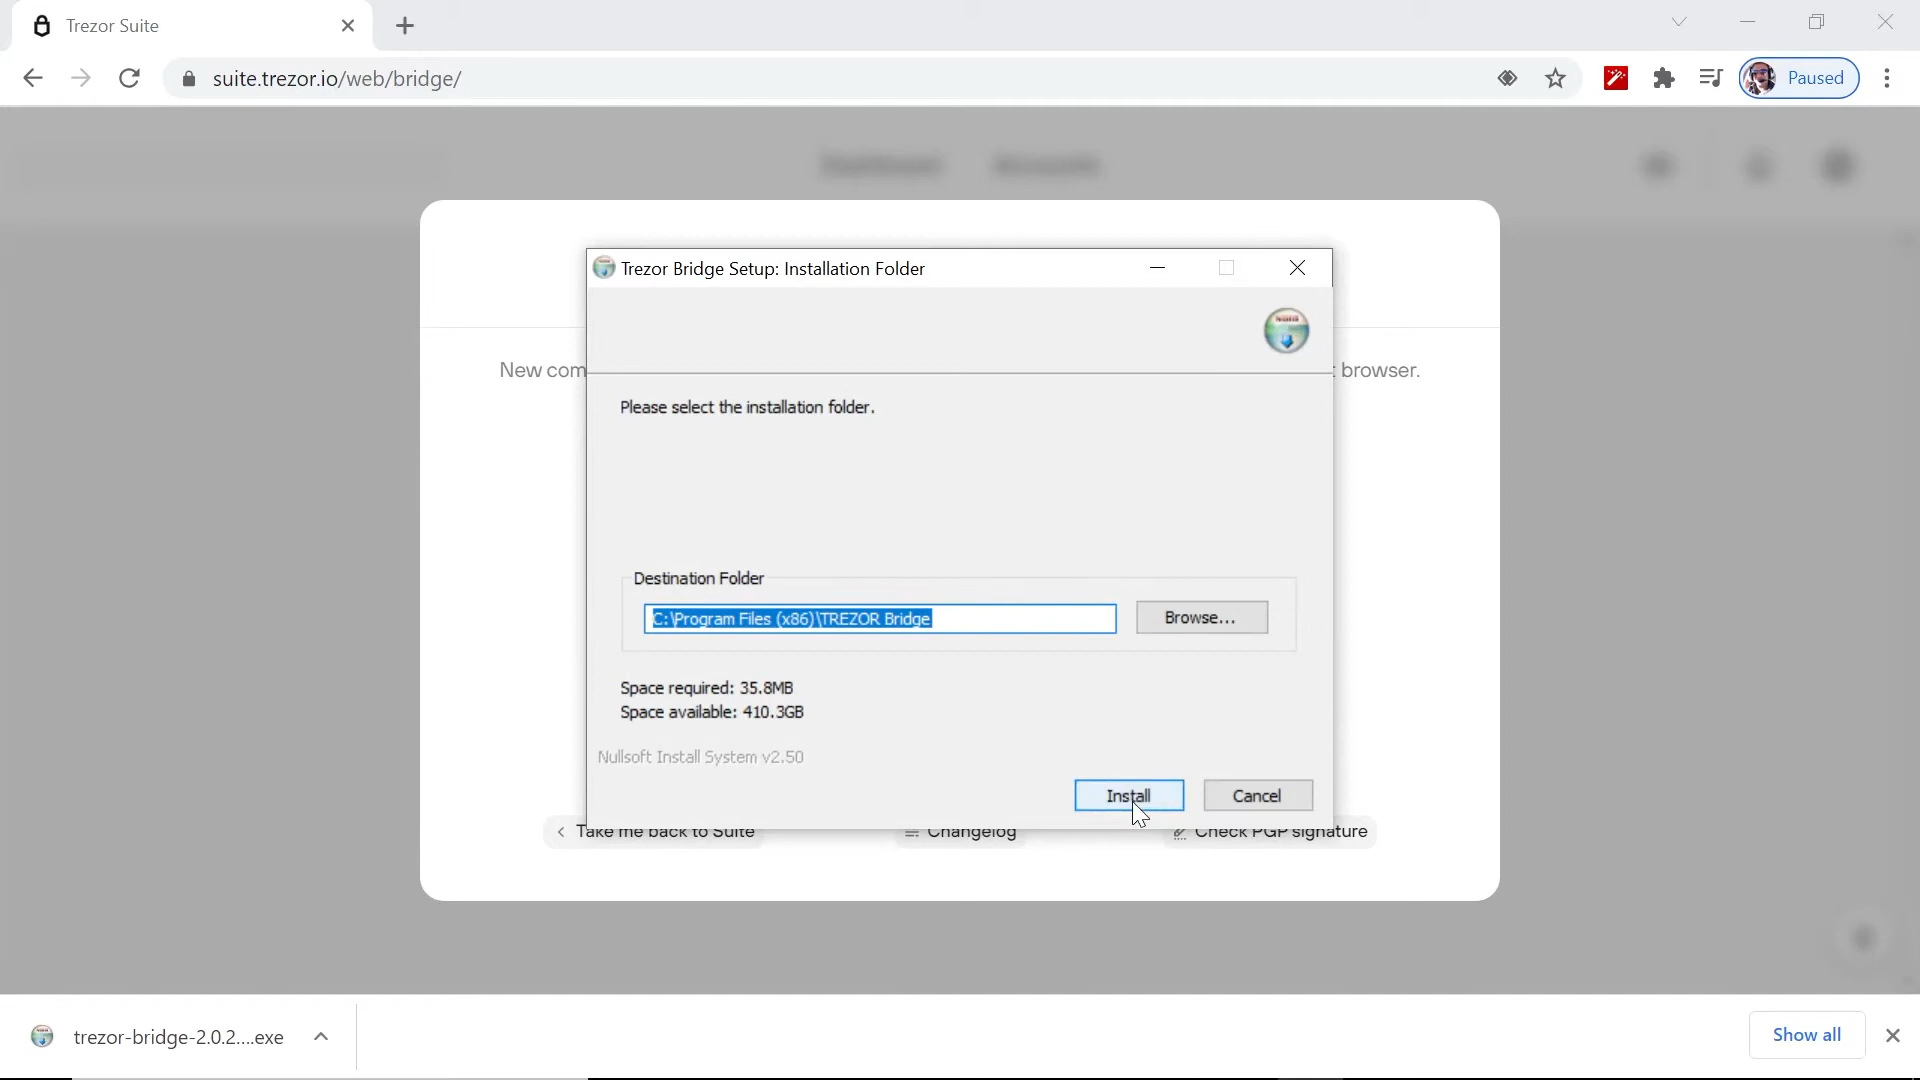 Trezor Suite
suite.trezor.io/web/bridge/
Paused
Dashboard Accounts
Trezor Bridge Setup: Installation Folder
New com
browser.
Please select the installation folder.
Destination Folder
C:\Program Files (x86)\TREZOR Bridge
Browse...
Space required: 35.8MB
Space available: 410.3GB
Nullsoft Install System v2.50
Install
Cancel
Take me back to Suite
Changelog
Check PGP signature
trezor-bridge-2.0.2....exe
Show all